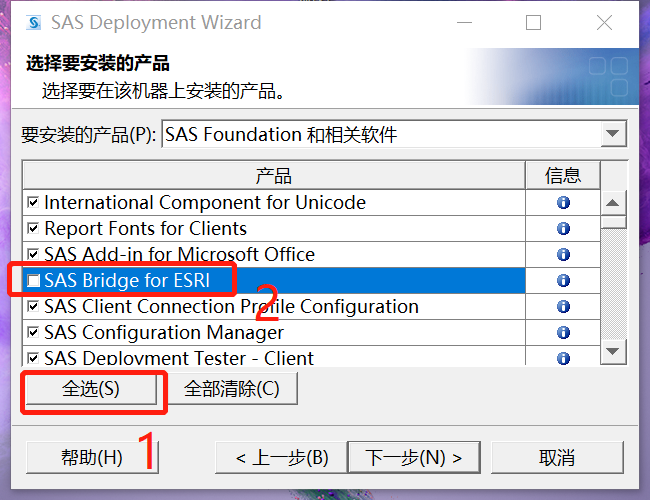 SAS Deployment Wizard
选择要安装的产品
选择要在该机器上安装的产品。
要安装的产品(P): SAS Foundation 和相关软件
产品 信息
International Component for Unicode
Report Fonts for Clients
SAS Add-in for Microsoft Office
SAS Bridge for ESRI
2
SAS Client Connection Profile Configuration
SAS Configuration Manager
SAS Deployment Tester - Client
全选(S) 全部清除(C)
1
帮助(H) < 上一步(B) 下一步(N) > 取消